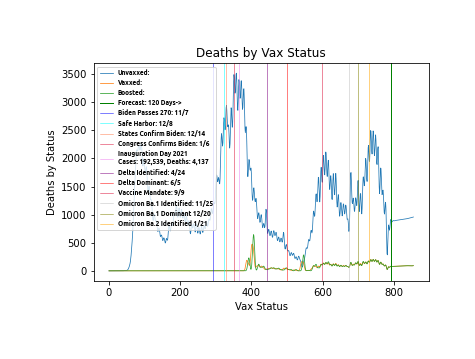 Deaths by Vax Status
3500
3000
2500
2000
1500
1000
500
0
Deaths by Status
Unvaxxed:
Vaxxed:
Boosted:
Forecast: 120 Days->
Biden Passes 270: 11/7
Safe Harbor: 12/8
States Confirm Biden: 12/14
Congress Confirms Biden: 1/6
Inauguration Day 2021
Cases: 192,539, Deaths: 4,137
Delta Identified: 4/24
Delta Dominant: 6/5
Vaccine Mandate: 9/9
Omicron Ba.1 Identified: 11/25
Omicron Ba.1 Dominant 12/20
Omicron Ba.2 Identified 1/21
0 200 400 600 800
Vax Status